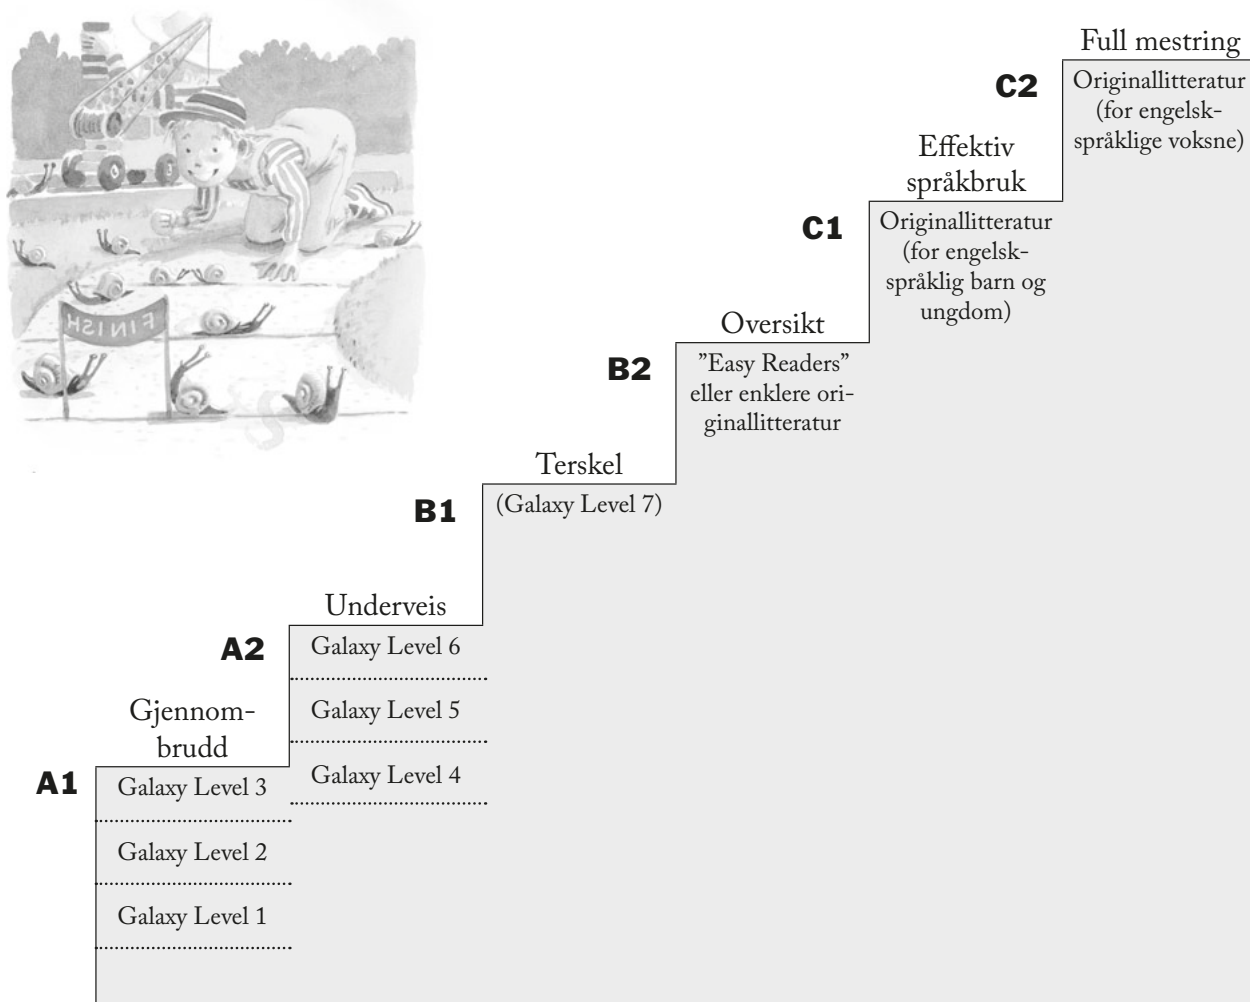 Full mestring
C2
Originallitteratur
(for engelsk-
språklige voksne)
Effektiv
språkbruk
C1
Originallitteratur
(for engelsk-
språklig barn og
ungdom)
Oversikt
B2
”Easy Readers”
eller enklere ori-
ginallitteratur
Terskel
B1
(Galaxy Level 7)
Underveis
A2
Galaxy Level 6
Galaxy Level 5
Galaxy Level 4
Gjennom-
brudd
A1
Galaxy Level 3
Galaxy Level 2
Galaxy Level 1
FINISH